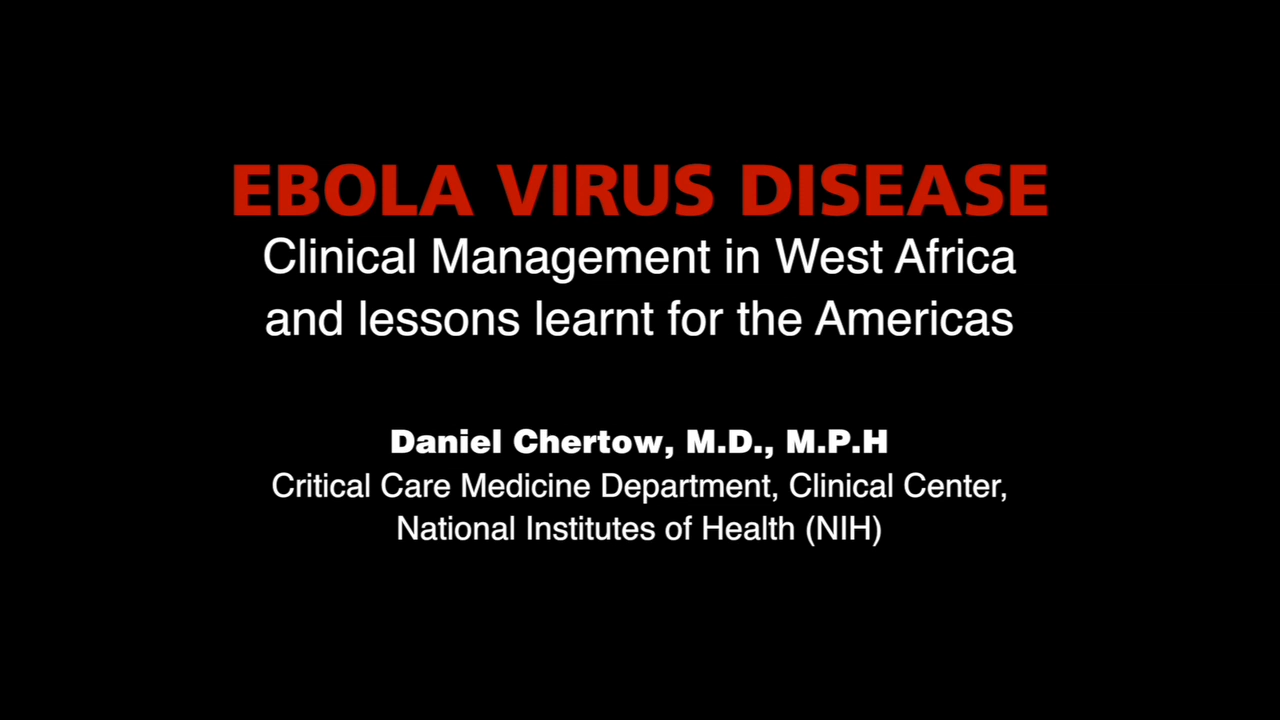 EBOLA VIRUS DISEASE
Clinical Management in West Africa
and lessons learnt for the Americas
Daniel Chertow, M.D., M.P.H
Critical Care Medicine Department, Clinical Center,
National Institutes of Health (NIH)